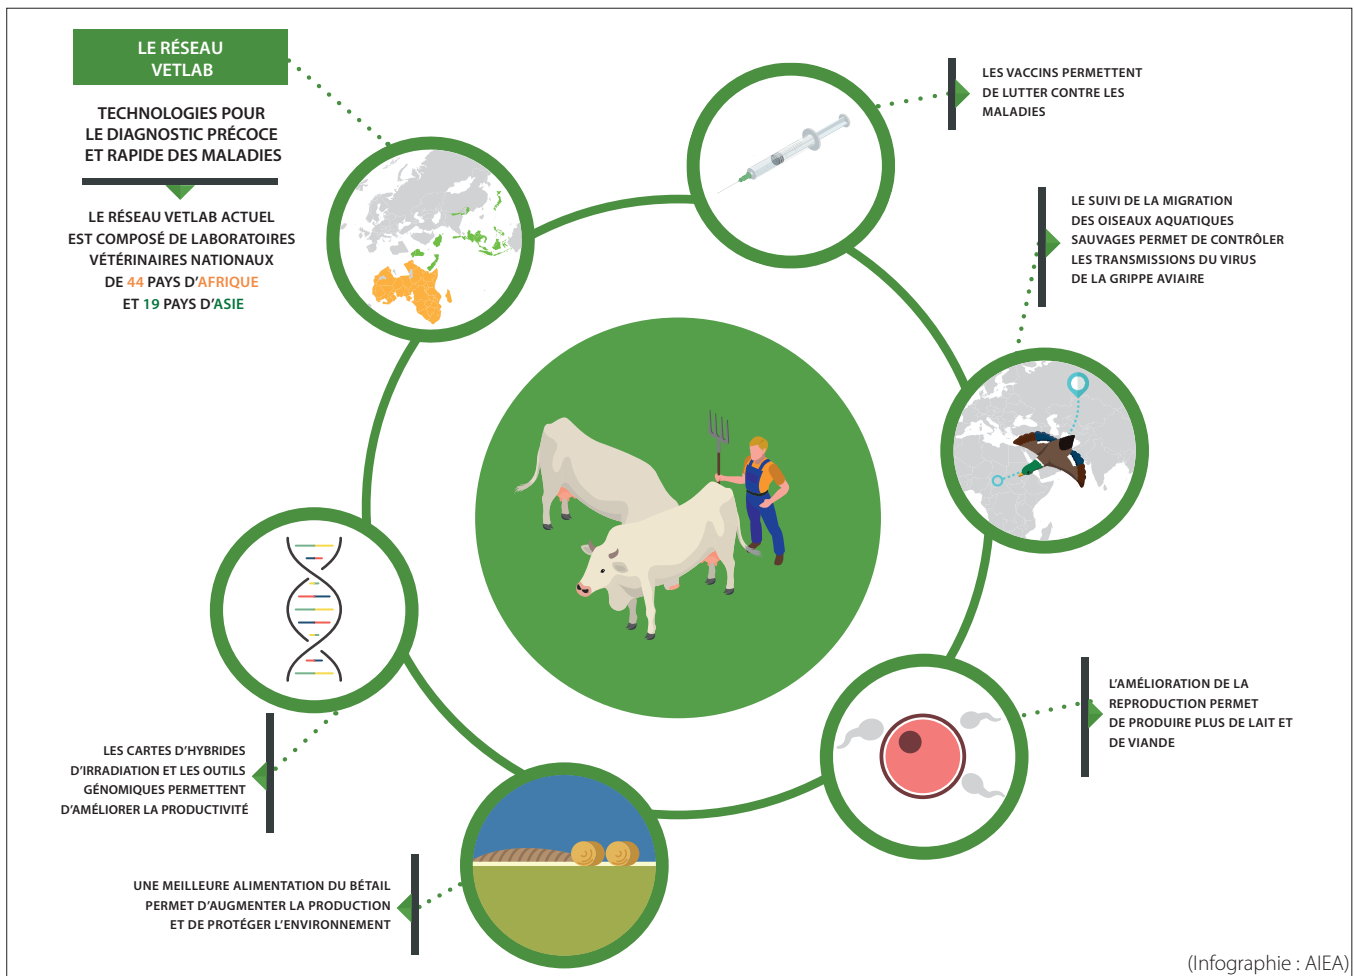 LE RÉSEAU
VETLAB
TECHNOLOGIES POUR
LE DIAGNOSTIC PRÉCOCE
ET RAPIDE DES MALADIES
LE RÉSEAU VETLAB ACTUEL
EST COMPOSÉ DE LABORATOIRES
VÉTÉRINAIRES NATIONAUX
DE 44 PAYS D'AFRIQUE
ET 19 PAYS D'ASIE
LES VACCINS PERMETTENT
DE LUTTER CONTRE LES
MALADIES
LE SUIVI DE LA MIGRATION
DES OISEAUX AQUATIQUES
SAUVAGES PERMET DE CONTRÔLER
LES TRANSMISSIONS DU VIRUS
DE LA GRIPPE AVIAIRE
L'AMÉLIORATION DE LA
REPRODUCTION PERMET
DE PRODUIRE PLUS DE LAIT ET
DE VIANDE
LES CARTES D'HYBRIDES
D'IRRADIATION ET LES OUTILS
GÉNOMIQUES PERMETTENT
D'AMÉLIORER LA PRODUCTIVITÉ
UNE MEILLEURE ALIMENTATION DU BÉTAIL
PERMET D'AUGMENTER LA PRODUCTION
ET DE PROTÉGER L'ENVIRONNEMENT
(Infographie : AIEA)